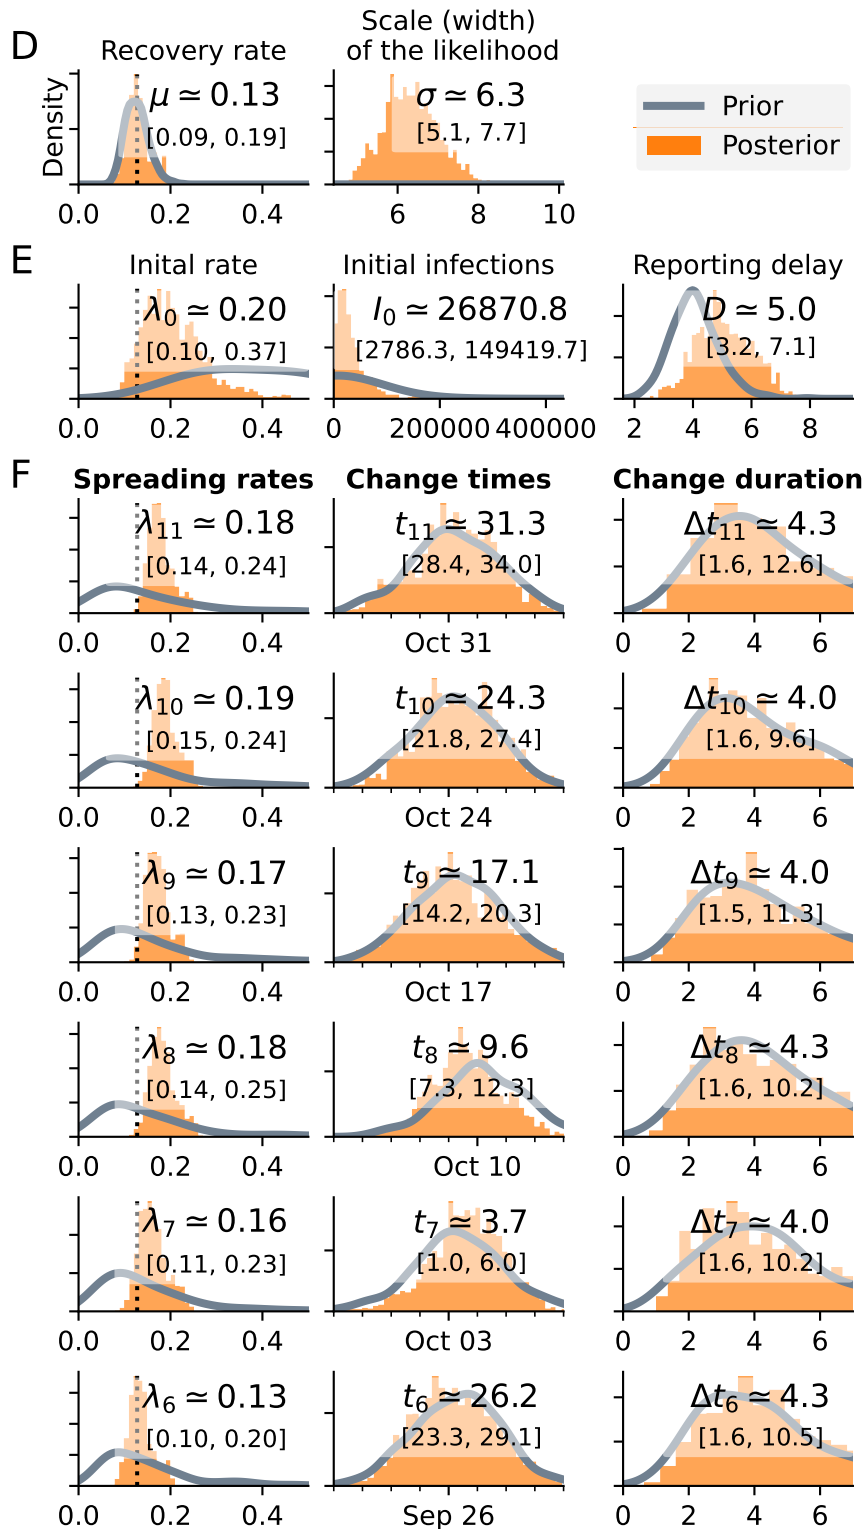 D
Recovery rate
Scale (width)
of the likelihood
Density
μ ≃ 0.13
[0.09, 0.19]
0.0 0.2 0.4
σ ≃ 6.3
[5.1, 7.7]
6 8 10
Prior
Posterior
E
Inital rate
Initial infections
Reporting delay
λ0 ≃ 0.20
[0.10, 0.37]
0.0 0.2 0.4
I0 ≃ 26870.8
[2786.3, 149419.7]
0 200000 400000
D ≃ 5.0
[3.2, 7.1]
2 4 6 8
F
Spreading rates
Change times
Change duration
λ11 ≃ 0.18
[0.14, 0.24]
0.0 0.2 0.4
t11 ≃ 31.3
[28.4, 34.0]
Oct 31
Δt11 ≃ 4.3
[1.6, 12.6]
0 2 4 6
λ10 ≃ 0.19
[0.15, 0.24]
0.0 0.2 0.4
t10 ≃ 24.3
[21.8, 27.4]
Oct 24
Δt10 ≃ 4.0
[1.6, 9.6]
0 2 4 6
λ9 ≃ 0.17
[0.13, 0.23]
0.0 0.2 0.4
t9 ≃ 17.1
[14.2, 20.3]
Oct 17
Δt9 ≃ 4.0
[1.5, 11.3]
0 2 4 6
λ8 ≃ 0.18
[0.14, 0.25]
0.0 0.2 0.4
t8 ≃ 9.6
[7.3, 12.3]
Oct 10
Δt8 ≃ 4.3
[1.6, 10.2]
0 2 4 6
λ7 ≃ 0.16
[0.11, 0.23]
0.0 0.2 0.4
t7 ≃ 3.7
[1.0, 6.0]
Oct 03
Δt7 ≃ 4.0
[1.6, 10.2]
0 2 4 6
λ6 ≃ 0.13
[0.10, 0.20]
0.0 0.2 0.4
t6 ≃ 26.2
[23.3, 29.1]
Sep 26
Δt6 ≃ 4.3
[1.6, 10.5]
0 2 4 6